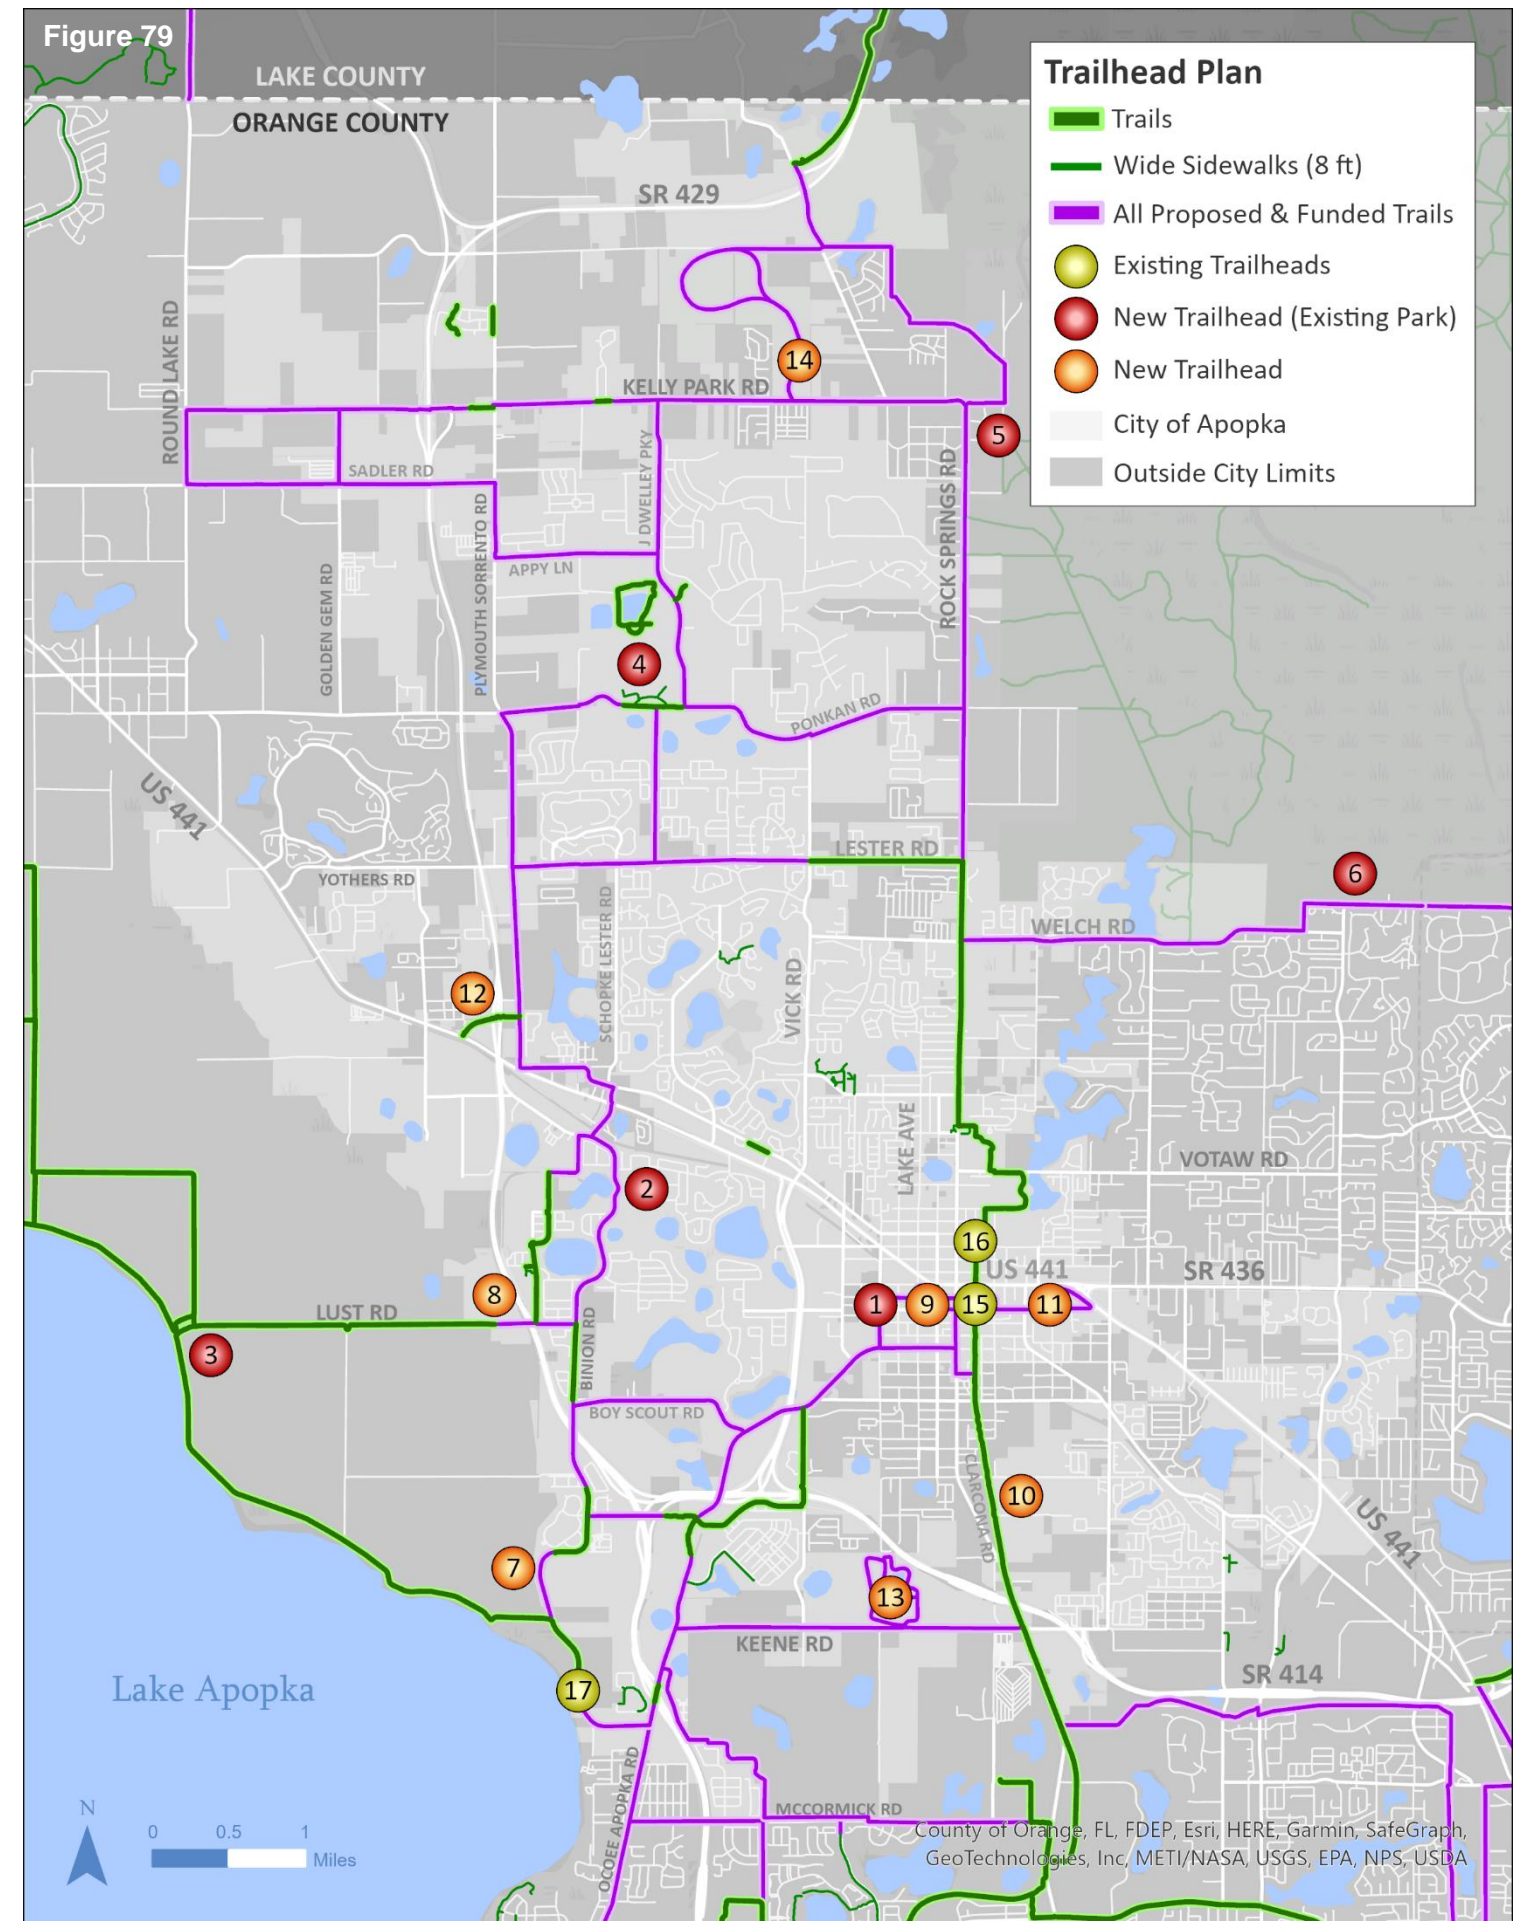 Figure 79
LAKE COUNTY
ORANGE COUNTY
Trailhead Plan
Trails
Wide Sidewalks (8 ft)
All Proposed & Funded Trails
Existing Trailheads
New Trailhead (Existing Park)
New Trailhead
City of Apopka
Outside City Limits
SR 429
ROUND LAKE RD
14
KELLY PARK RD
5
SADLER RD
J DWELLEY PKY
ROCK SPRINGS RD
PLYMOUTH SORRENTO RD
APPY LN
GOLDEN GEM RD
4
PONKAN RD
US 441
LESTER RD
YOTHERS RD
6
SCHOPKE LESTER RD
WELCH RD
VICK RD
12
LAKE AVE
VOTAW RD
2
16
US 441
SR 436
8
1
9
15
11
LUST RD
BINION RD
3
BOY SCOUT RD
CLARCONA RD
10
US 441
7
13
KEENE RD
SR 414
17
Lake Apopka
OCOEE APOPKA RD
MCCORMICK RD
N
0 0.5 1
Miles
County of Orange, FL, FDEP, Esri, HERE, Garmin, SafeGraph,
GeoTechnologies, Inc, METI/NASA, USGS, EPA, NPS, USDA